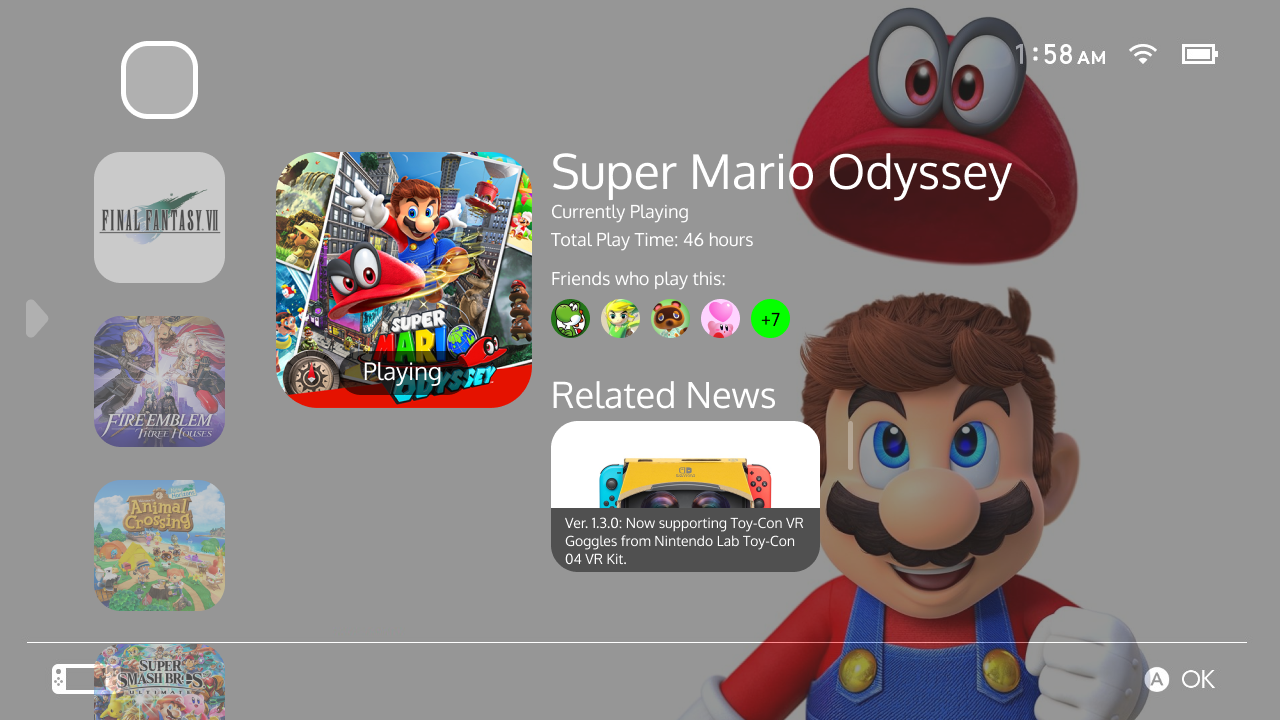 1:58 AM
FINAL FANTASY VII
Super Mario Odyssey
Currently Playing
Total Play Time: 46 hours
Friends who play this:
+7
SUPER
MARIO
ODYSSEY
Playing
FIRE EMBLEM
THREE HOUSES
Related News
Ver. 1.3.0: Now supporting Toy-Con VR
Goggles from Nintendo Lab Toy-Con
04 VR Kit.
Animal
Crossing
SUPER
SMASH BROS.
ULTIMATE
A OK